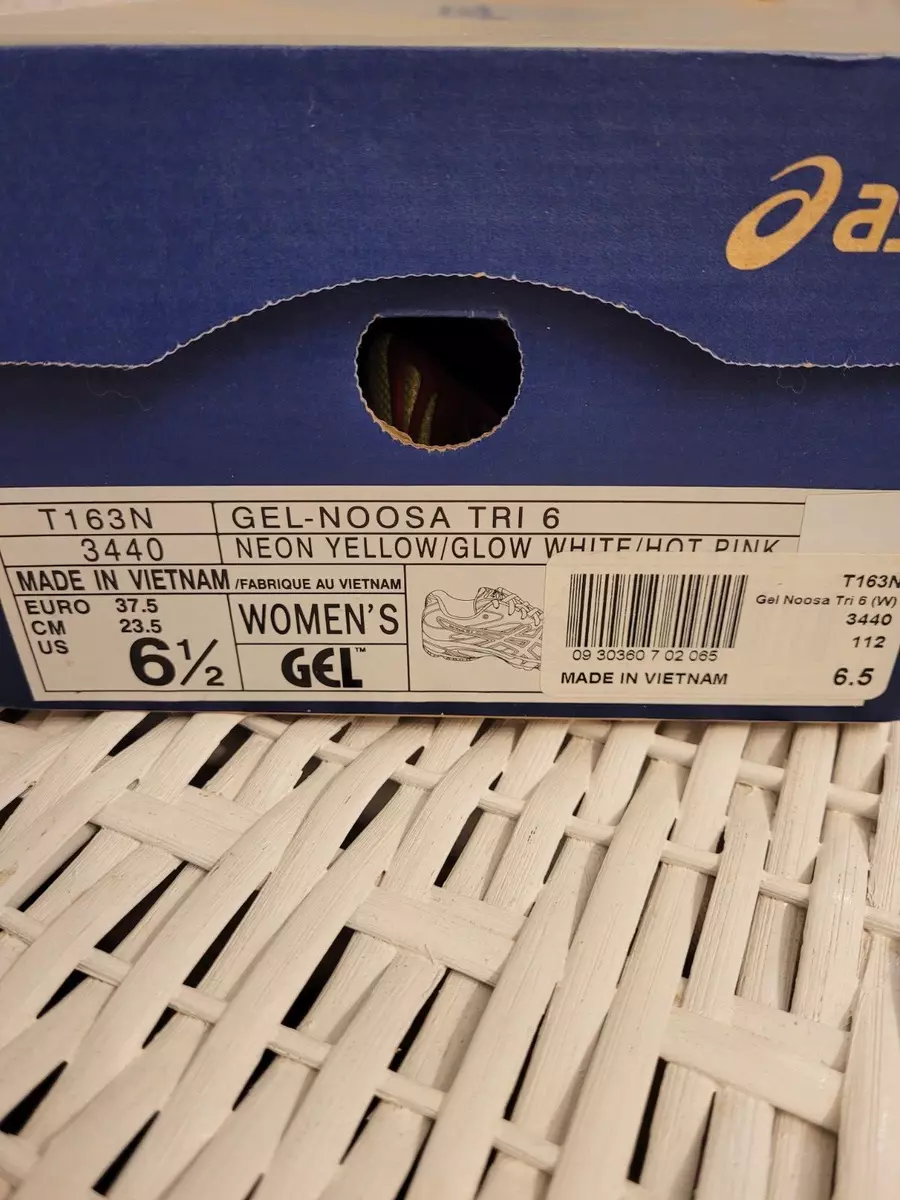 as
T163N
GEL-NOOSA TRI 6
3440
NEON YELLOW/GLOW WHITE/HOT PINK
MADE IN VIETNAM /FABRIQUE AU VIETNAM
EURO 37.5
CM 23.5
US 6½
WOMEN'S
GEL™
T163N
Gel Noosa Tri 6 (W)
3440
112
09 30360 7 02 065
MADE IN VIETNAM
6.5